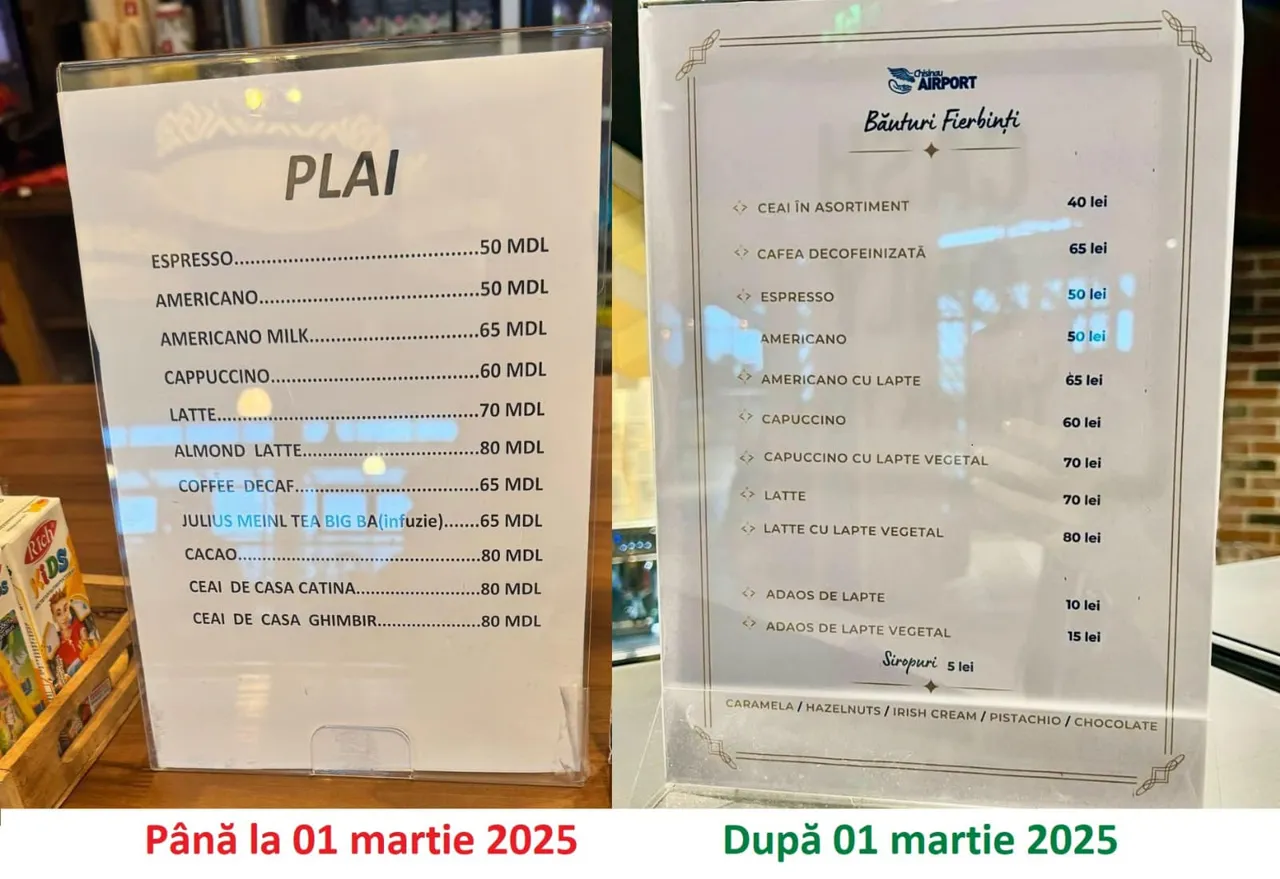 PLAI
ESPRESSO.......................................50 MDL
AMERICANO...................................50 MDL
AMERICANO MILK...........................65 MDL
CAPPUCCINO.................................60 MDL
LATTE..........................................70 MDL
ALMOND LATTE............................80 MDL
COFFEE DECAF.............................65 MDL
JULIUS MEINL TEA BIG BA(infuzie).......65 MDL
CACAO.......................................80 MDL
CEAI DE CASA CATINA....................80 MDL
CEAI DE CASA GHIMBIR.................80 MDL
Rich
KiDS
Până la 01 martie 2025
Chisinau
AIRPORT
Băuturi Fierbinți
CEAI ÎN ASORTIMENT 40 lei
CAFEA DECOFEINIZATĂ 65 lei
ESPRESSO 50 lei
AMERICANO 50 lei
AMERICANO CU LAPTE 65 lei
CAPUCCINO 60 lei
CAPUCCINO CU LAPTE VEGETAL 70 lei
LATTE 70 lei
LATTE CU LAPTE VEGETAL 80 lei
ADAOS DE LAPTE 10 lei
ADAOS DE LAPTE VEGETAL 15 lei
Siropuri 5 lei
CARAMELA / HAZELNUTS / IRISH CREAM / PISTACHIO / CHOCOLATE
După 01 martie 2025